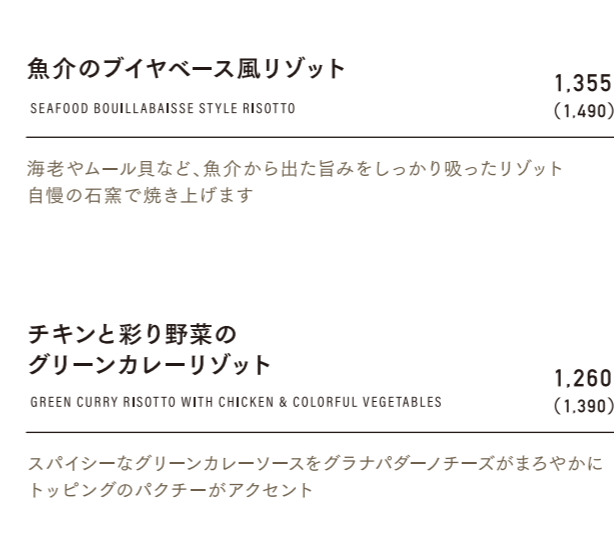 魚介のブイヤベース風リゾット
1,355
SEAFOOD BOUILLABAISSE STYLE RISOTTO
(1,490)
海老やムール貝など、魚介から出た旨みをしっかり吸ったリゾット
自慢の石窯で焼き上げます
チキンと彩り野菜の
グリーンカレーリゾット
1,260
GREEN CURRY RISOTTO WITH CHICKEN & COLORFUL VEGETABLES
(1,390)
スパイシーなグリーンカレーソースをグラナパダーノチーズがまろやかに
トッピングのパクチーがアクセント